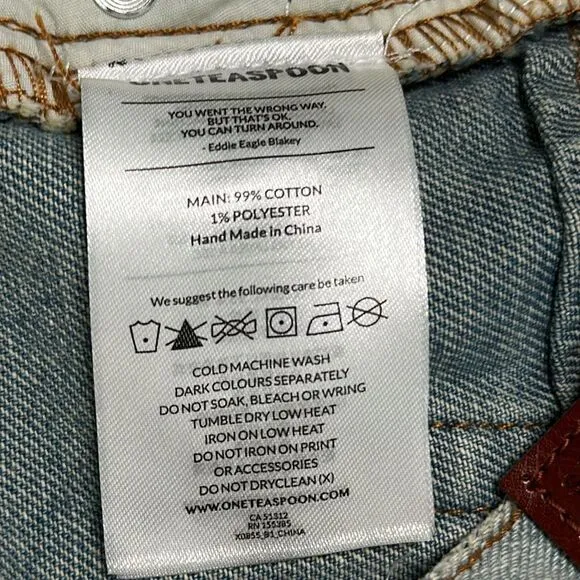 ONETEASPOON
YOU WENT THE WRONG WAY.
BUT THAT'S OK.
YOU CAN TURN AROUND.
- Eddie Eagle Blakey
MAIN: 99% COTTON
1% POLYESTER
Hand Made in China
We suggest the following care be taken
COLD MACHINE WASH
DARK COLOURS SEPARATELY
DO NOT SOAK, BLEACH OR WRING
TUMBLE DRY LOW HEAT
IRON ON LOW HEAT
DO NOT IRON ON PRINT
OR ACCESSORIES
DO NOT DRYCLEAN (X)
WWW.ONETEASPOON.COM
CA 51312
RN 155385
X0855_B1_CHINA